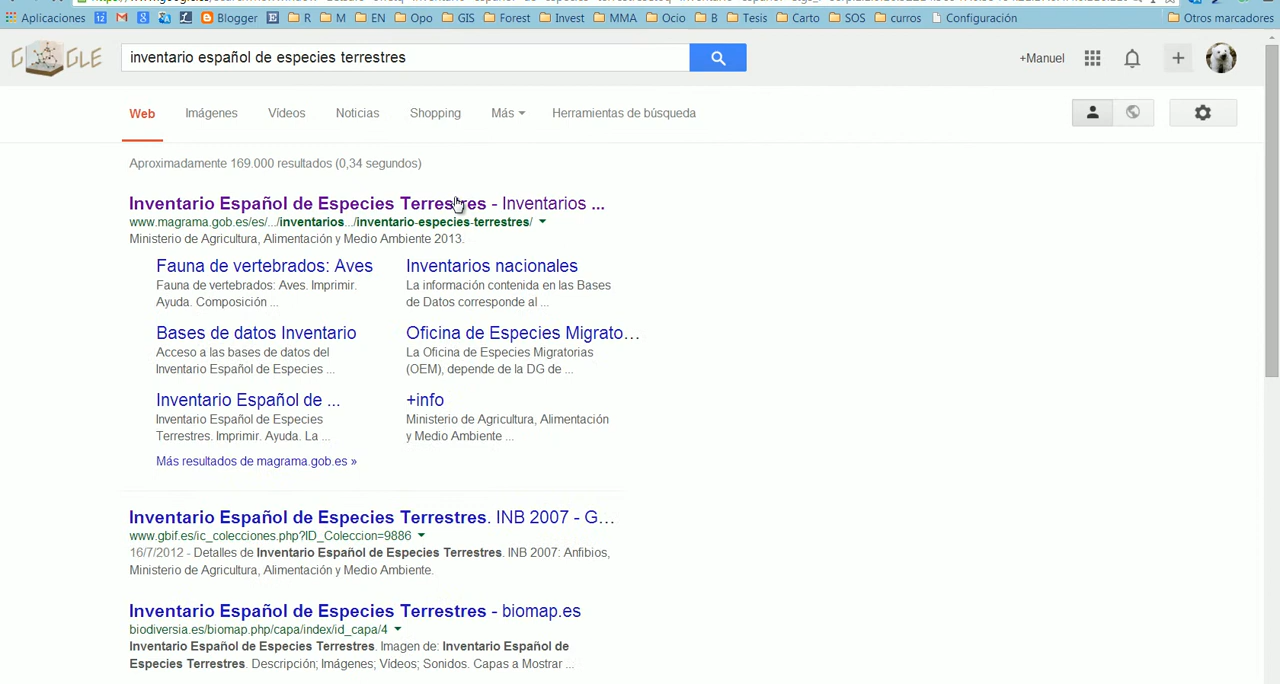 Aplicaciones 12 g Blogger E R M EN Opo GIS Forest Invest MMA Ocio B Tesis Carto SOS curros Configuración Otros marcadores
GOOGLE inventario español de especies terrestres +Manuel
Web Imágenes Vídeos Noticias Shopping Más Herramientas de búsqueda
Aproximadamente 169.000 resultados (0,34 segundos)
Inventario Español de Especies Terrestres - Inventarios ...
www.magrama.gob.es/es/.../inventarios.../inventario-especies-terrestres/
Ministerio de Agricultura, Alimentación y Medio Ambiente 2013.
Fauna de vertebrados: Aves
Fauna de vertebrados: Aves. Imprimir.
Ayuda. Composición ...
Inventarios nacionales
La información contenida en las Bases
de Datos corresponde al ...
Bases de datos Inventario
Acceso a las bases de datos del
Inventario Español de Especies ...
Oficina de Especies Migrato...
La Oficina de Especies Migratorias
(OEM), depende de la DG de ...
Inventario Español de ...
Inventario Español de Especies
Terrestres. Imprimir. Ayuda. La ...
+info
Ministerio de Agricultura, Alimentación
y Medio Ambiente ...
Más resultados de magrama.gob.es »
Inventario Español de Especies Terrestres. INB 2007 - G...
www.gbif.es/ic_colecciones.php?ID_Coleccion=9886
16/7/2012 - Detalles de Inventario Español de Especies Terrestres. INB 2007: Anfibios,
Ministerio de Agricultura, Alimentación y Medio Ambiente.
Inventario Español de Especies Terrestres - biomap.es
biodiversia.es/biomap.php/capa/index/id_capa/4
Inventario Español de Especies Terrestres. Imagen de: Inventario Español de
Especies Terrestres. Descripción; Imágenes; Vídeos; Sonidos. Capas a Mostrar ...